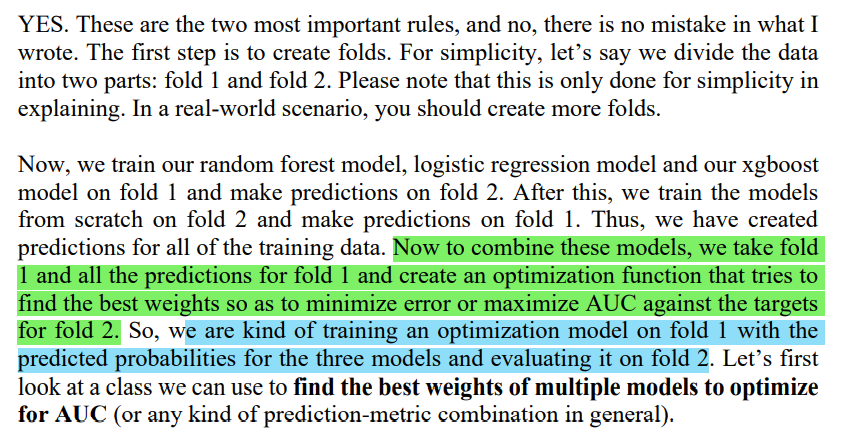 YES. These are the two most important rules, and no, there is no mistake in what I
wrote. The first step is to create folds. For simplicity, let’s say we divide the data
into two parts: fold 1 and fold 2. Please note that this is only done for simplicity in
explaining. In a real-world scenario, you should create more folds.
Now, we train our random forest model, logistic regression model and our xgboost
model on fold 1 and make predictions on fold 2. After this, we train the models
from scratch on fold 2 and make predictions on fold 1. Thus, we have created
predictions for all of the training data. Now to combine these models, we take fold
1 and all the predictions for fold 1 and create an optimization function that tries to
find the best weights so as to minimize error or maximize AUC against the targets
for fold 2. So, we are kind of training an optimization model on fold 1 with the
predicted probabilities for the three models and evaluating it on fold 2. Let’s first
look at a class we can use to find the best weights of multiple models to optimize
for AUC (or any kind of prediction-metric combination in general).